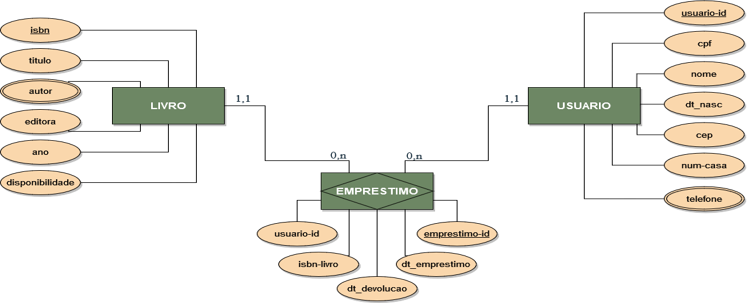 isbn
titulo
autor
editora
ano
disponibilidade
LIVRO
1,1
0,n
EMPRESTIMO
0,n
1,1
USUARIO
usuario-id
cpf
nome
dt_nasc
cep
num-casa
telefone
usuario-id
isbn-livro
dt_devolucao
dt_emprestimo
emprestimo-id